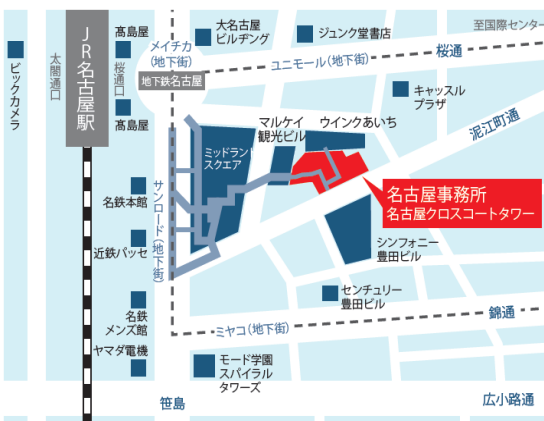 大名古屋
ビルヂング
ジュンク堂書店
至国際センター
髙島屋
メイチカ
(地下街)
桜通
ユニモール(地下街)
太閤通口
JR名古屋駅
桜通口
地下鉄名古屋
ビックカメラ
髙島屋
キャッスル
プラザ
泥江町通
マルケイ
観光ビル
ウインクあいち
ミッドランド
スクエア
名鉄本館
サンロード(地下街)
名古屋事務所
名古屋クロスコートタワー
近鉄パッセ
シンフォニー
豊田ビル
センチュリー
豊田ビル
名鉄
メンズ館
錦通
ミヤコ(地下街)
ヤマダ電機
モード学園
スパイラル
タワーズ
笹島
広小路通